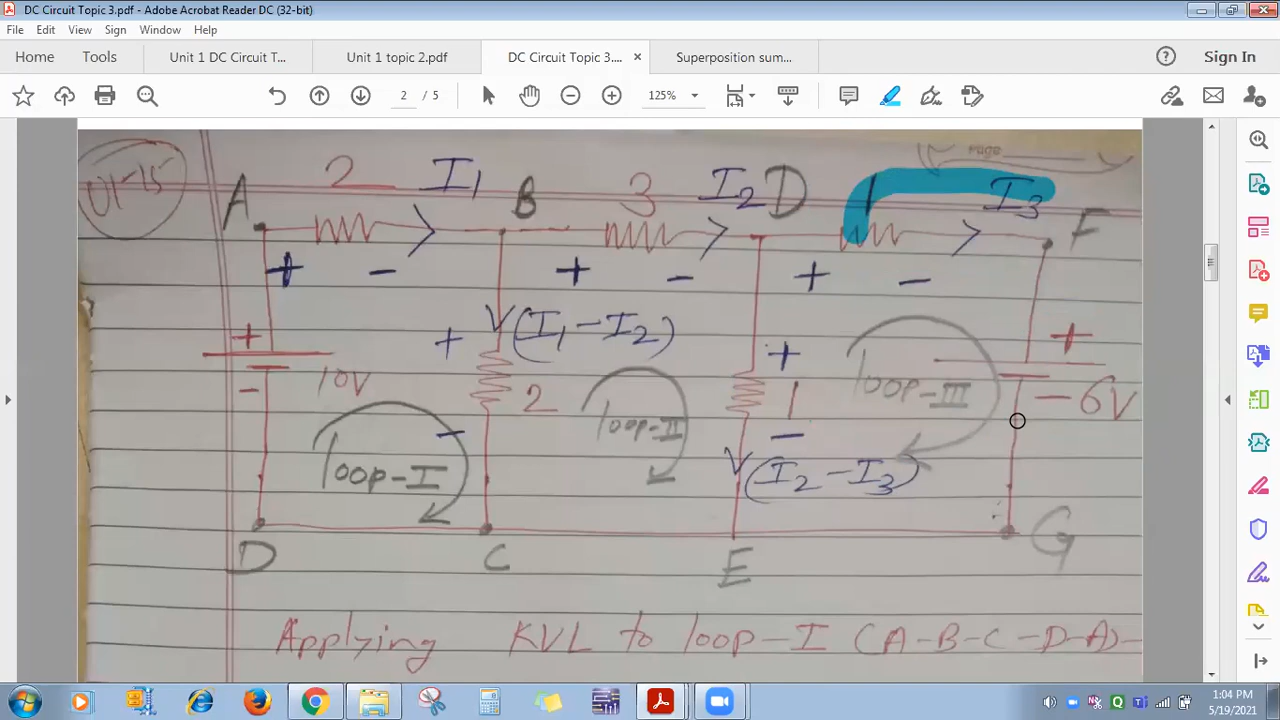 DC Circuit Topic 3.pdf - Adobe Acrobat Reader DC (32-bit)
File Edit View Sign Window Help
Home Tools Unit 1 DC Circuit T... Unit 1 topic 2.pdf DC Circuit Topic 3.... × Superposition sum... Sign In
2 / 5 125%
Page
U1-15
A 2 I1 B 3 I2 D 1 I3 F
+ - + - + -
+ (I1-I2) + +
- 10V 2 1 -6V
loop-I loop-II loop-III
- -
(I2-I3)
D C E G
Applying KVL to loop-I (A-B-C-D-A)-
1:04 PM
5/19/2021